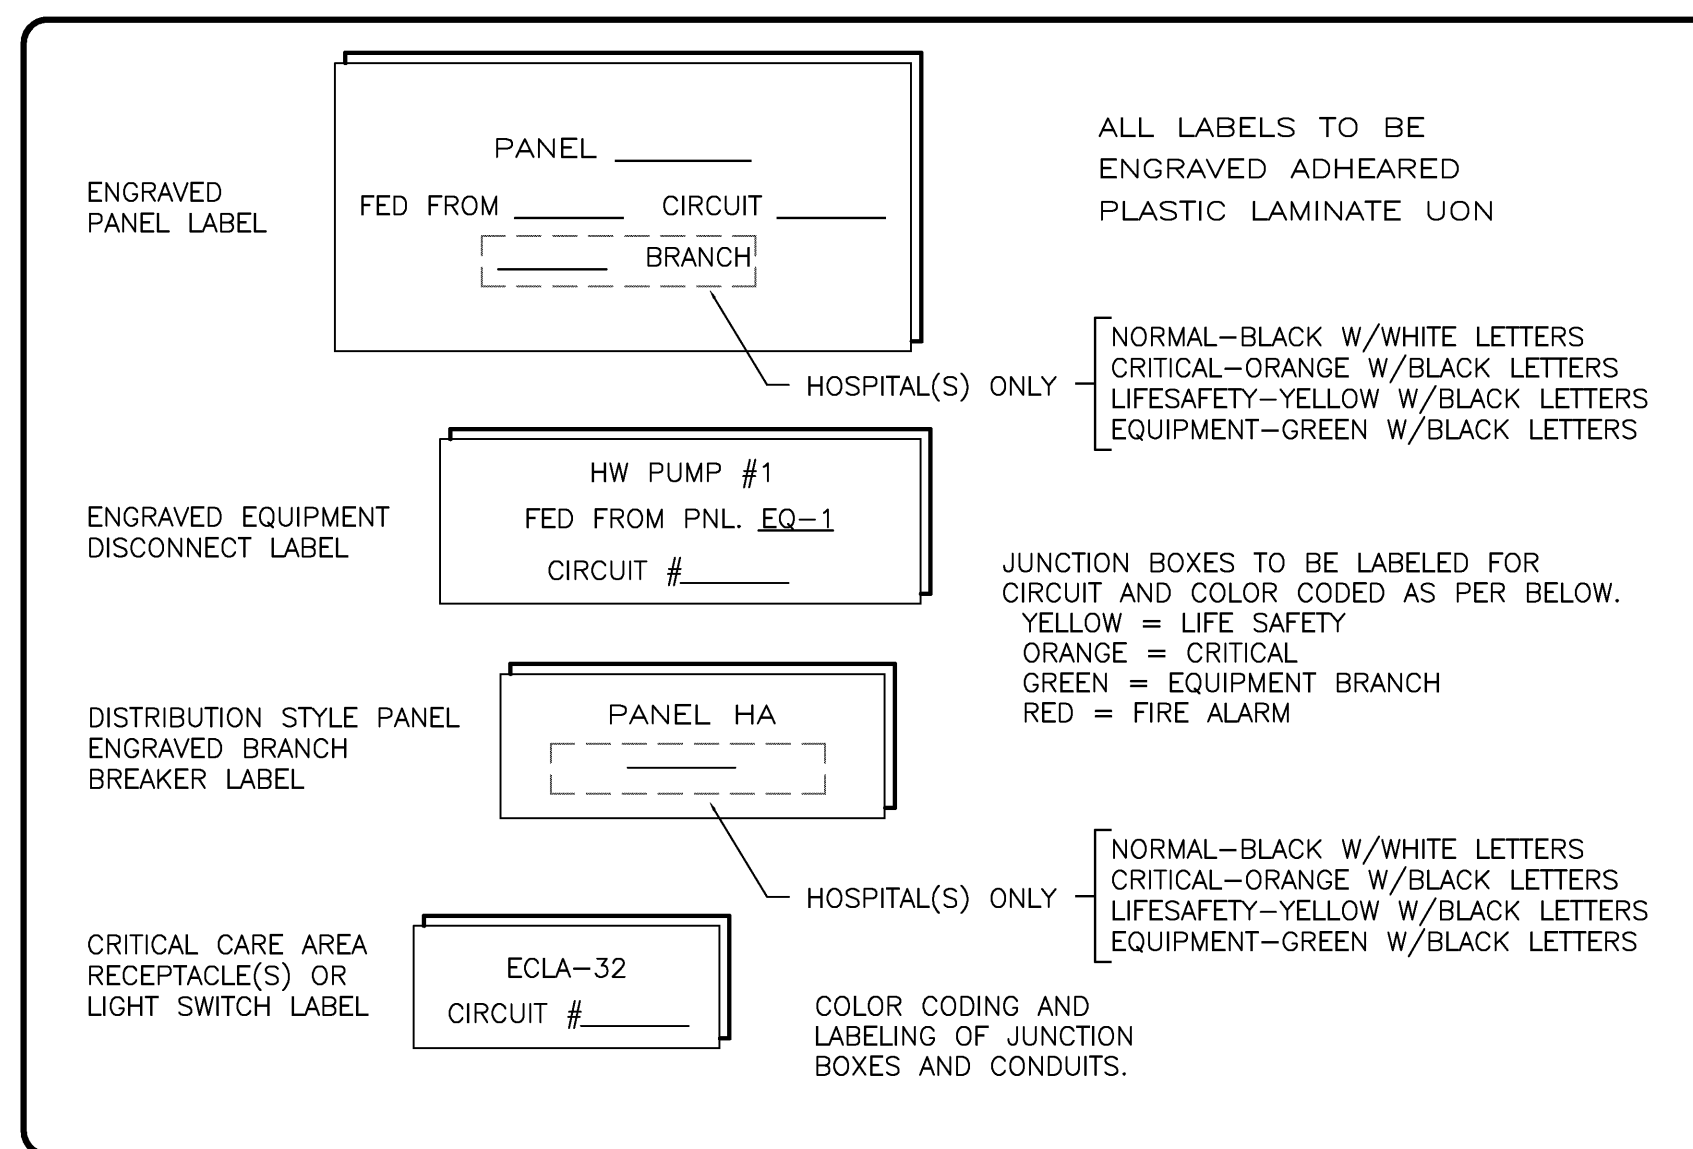 ENGRAVED
PANEL LABEL
PANEL
FED FROM CIRCUIT
BRANCH
ALL LABELS TO BE
ENGRAVED ADHEARED
PLASTIC LAMINATE UON
HOSPITAL(S) ONLY
NORMAL-BLACK W/WHITE LETTERS
CRITICAL-ORANGE W/BLACK LETTERS
LIFESAFETY-YELLOW W/BLACK LETTERS
EQUIPMENT-GREEN W/BLACK LETTERS
ENGRAVED EQUIPMENT
DISCONNECT LABEL
HW PUMP #1
FED FROM PNL. EQ-1
CIRCUIT #
JUNCTION BOXES TO BE LABELED FOR
CIRCUIT AND COLOR CODED AS PER BELOW.
YELLOW = LIFE SAFETY
ORANGE = CRITICAL
GREEN = EQUIPMENT BRANCH
RED = FIRE ALARM
DISTRIBUTION STYLE PANEL
ENGRAVED BRANCH
BREAKER LABEL
PANEL HA
HOSPITAL(S) ONLY
NORMAL-BLACK W/WHITE LETTERS
CRITICAL-ORANGE W/BLACK LETTERS
LIFESAFETY-YELLOW W/BLACK LETTERS
EQUIPMENT-GREEN W/BLACK LETTERS
CRITICAL CARE AREA
RECEPTACLE(S) OR
LIGHT SWITCH LABEL
ECLA-32
CIRCUIT #
COLOR CODING AND
LABELING OF JUNCTION
BOXES AND CONDUITS.